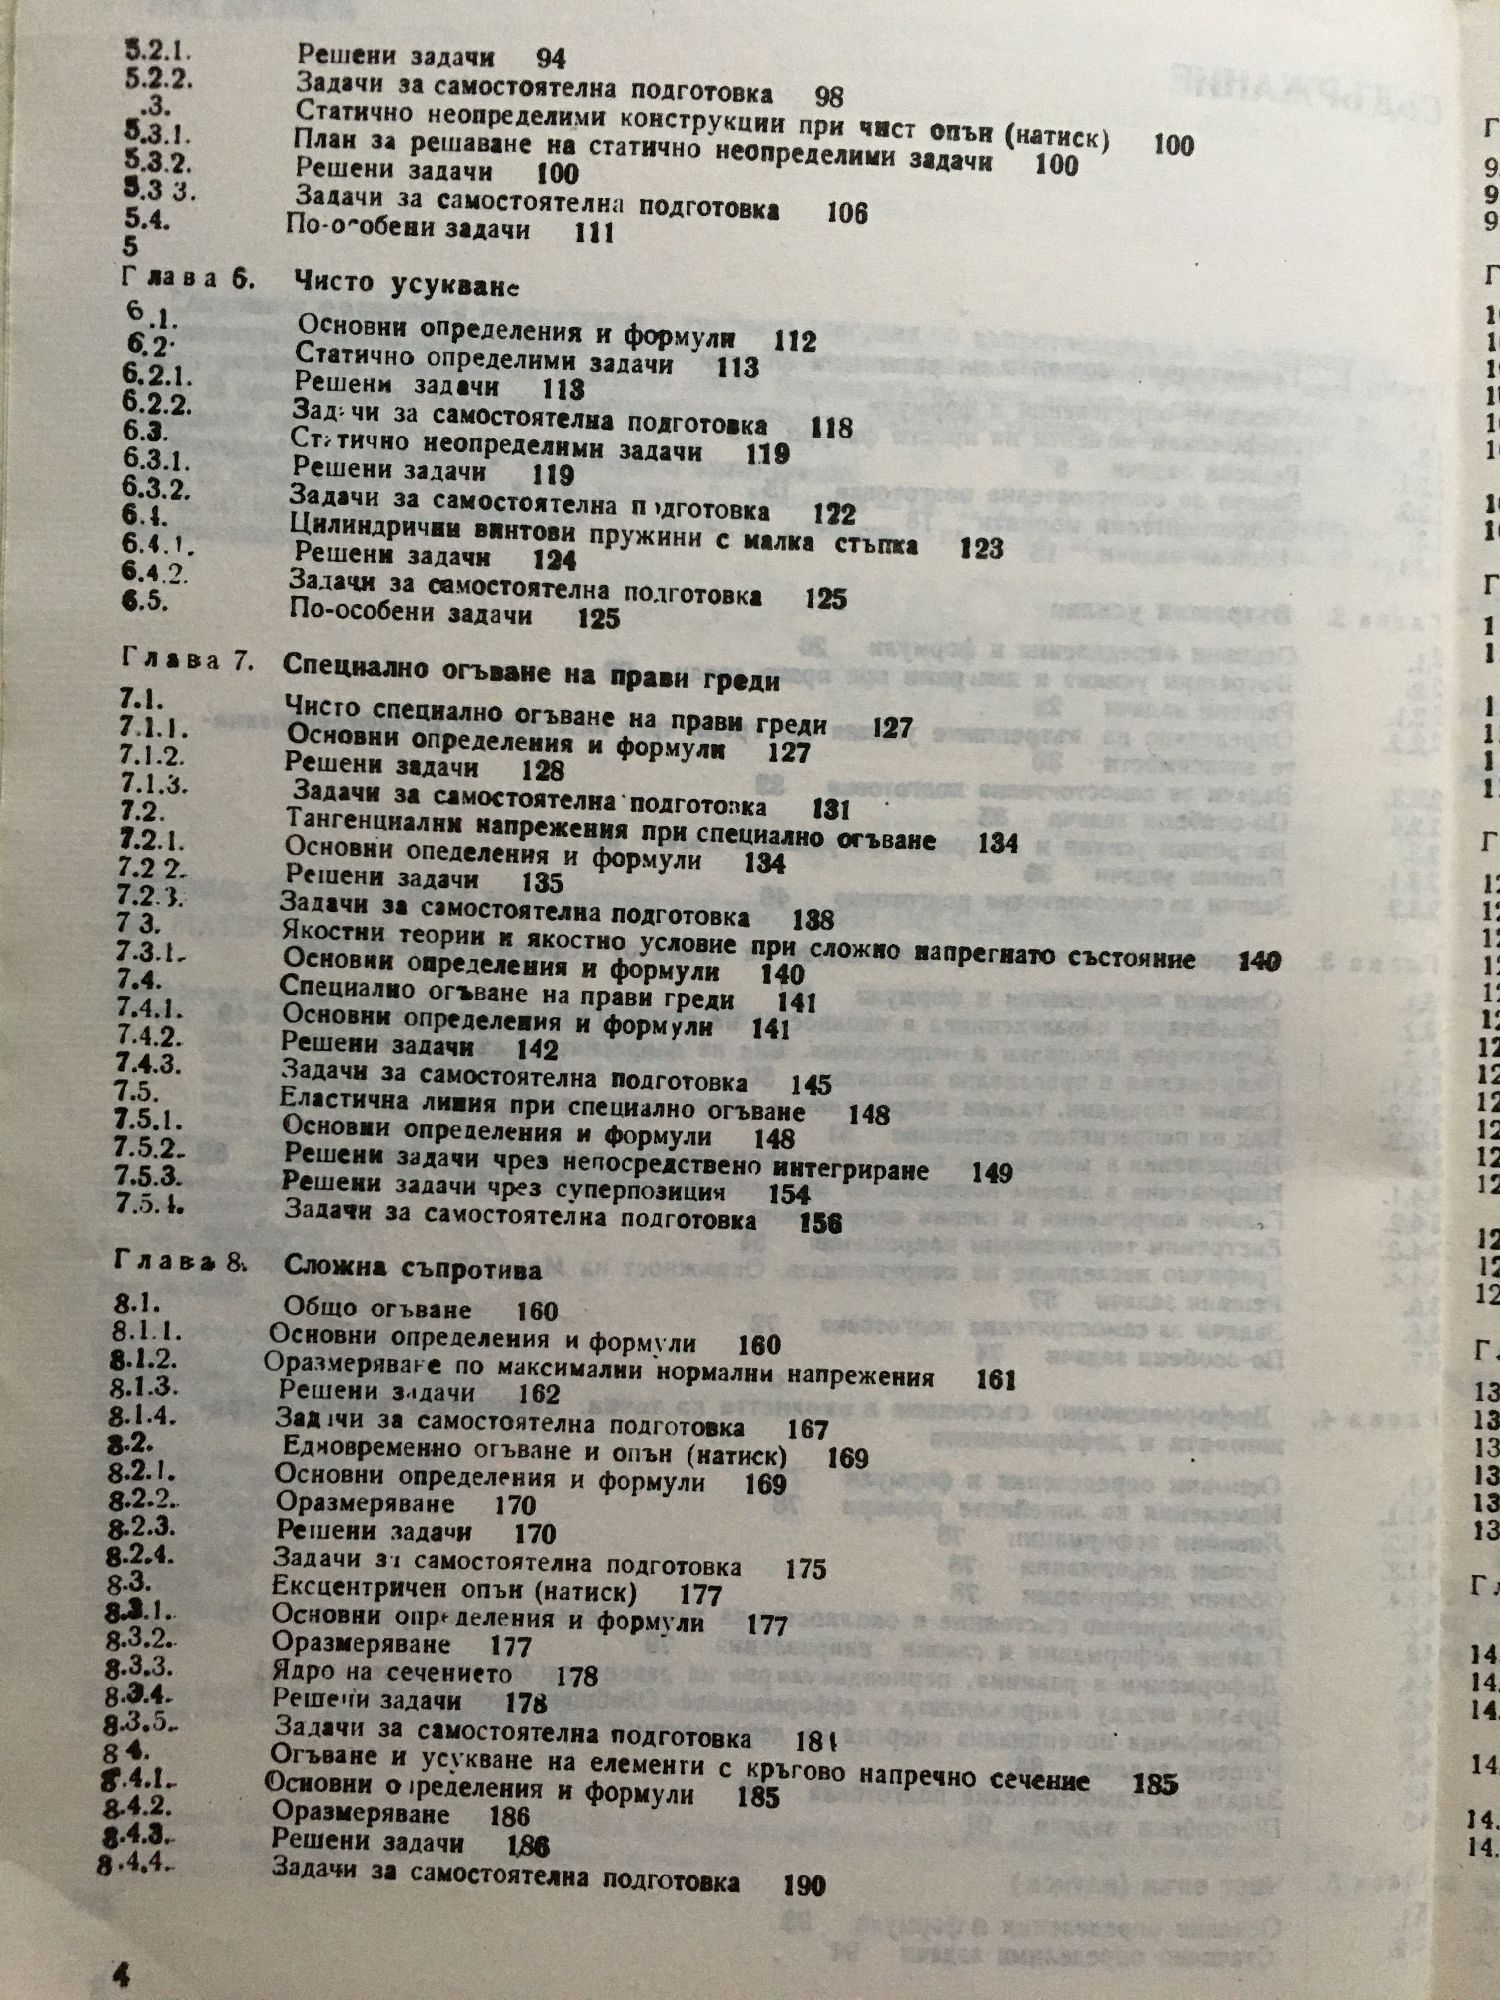 5.2.1. Решени задачи 94
5.2.2. Задачи за самостоятелна подготовка 98
.3. Статично неопределими конструкции при чист опън (натиск) 100
5.3.1. План за решаване на статично неопределими задачи 100
5.3.2. Решени задачи 100
5.3 3. Задачи за самостоятелна подготовка 106
5.4. По-особени задачи 111
5
Глава 6. Чисто усукване
6.1. Основни определения и формули 112
6.2 Статично определими задачи 113
6.2.1. Решени задачи 113
6.2.2. Задачи за самостоятелна подготовка 118
6.3. Статично неопределими задачи 119
6.3.1. Решени задачи 119
6.3.2. Задачи за самостоятелна подготовка 122
6.4. Цилиндрични винтови пружини с малка стъпка 123
6.4.1. Решени задачи 124
6.4.2. Задачи за самостоятелна подготовка 125
6.5. По-особени задачи 125
Глава 7. Специално огъване на прави греди
7.1. Чисто специално огъване на прави греди 127
7.1.1. Основни определения и формули 127
7.1.2. Решени задачи 128
7.1.3. Задачи за самостоятелна подготовка 131
7.2. Тангенциални напрежения при специално огъване 134
7.2.1. Основни опеделения и формули 134
7.2 2. Решени задачи 135
7.2.3. Задачи за самостоятелна подготовка 138
7 3. Якостни теории и якостно условие при сложно напрегнато състояние 140
7.3.1. Основни определения и формули 140
7.4. Специално огъване на прави греди 141
7.4.1. Основни определения и формули 141
7.4.2. Решени задачи 142
7.4.3. Задачи за самостоятелна подготовка 145
7.5. Еластична линия при специално огъване 148
7.5.1. Основни определения и формули 148
7.5.2. Решени задачи чрез непосредствено интегриране 149
7.5.3. Решени задачи чрез суперпозиция 154
7.5.4. Задачи за самостоятелна подготовка 156
Глава 8. Сложна съпротива
8.1. Общо огъване 160
8.1.1. Основни определения и формули 160
8.1.2. Оразмеряване по максимални нормални напрежения 161
8.1.3. Решени задачи 162
8.1.4. Задачи за самостоятелна подготовка 167
8.2. Едновременно огъване и опън (натиск) 169
8.2.1. Основни определения и формули 169
8.2.2. Оразмеряване 170
8.2.3. Решени задачи 170
8.2.4. Задачи за самостоятелна подготовка 175
8.3. Ексцентричен опън (натиск) 177
8.3.1. Основни определения и формули 177
8.3.2. Оразмеряване 177
8.3.3. Ядро на сечението 178
8.3.4. Решени задачи 178
8.3.5. Задачи за самостоятелна подготовка 181
8 4. Огъване и усукване на елементи с кръгово напречно сечение 185
8.4.1. Основни определения и формули 185
8.4.2. Оразмеряване 186
8.4.3. Решени задачи 186
8.4.4. Задачи за самостоятелна подготовка 190
4